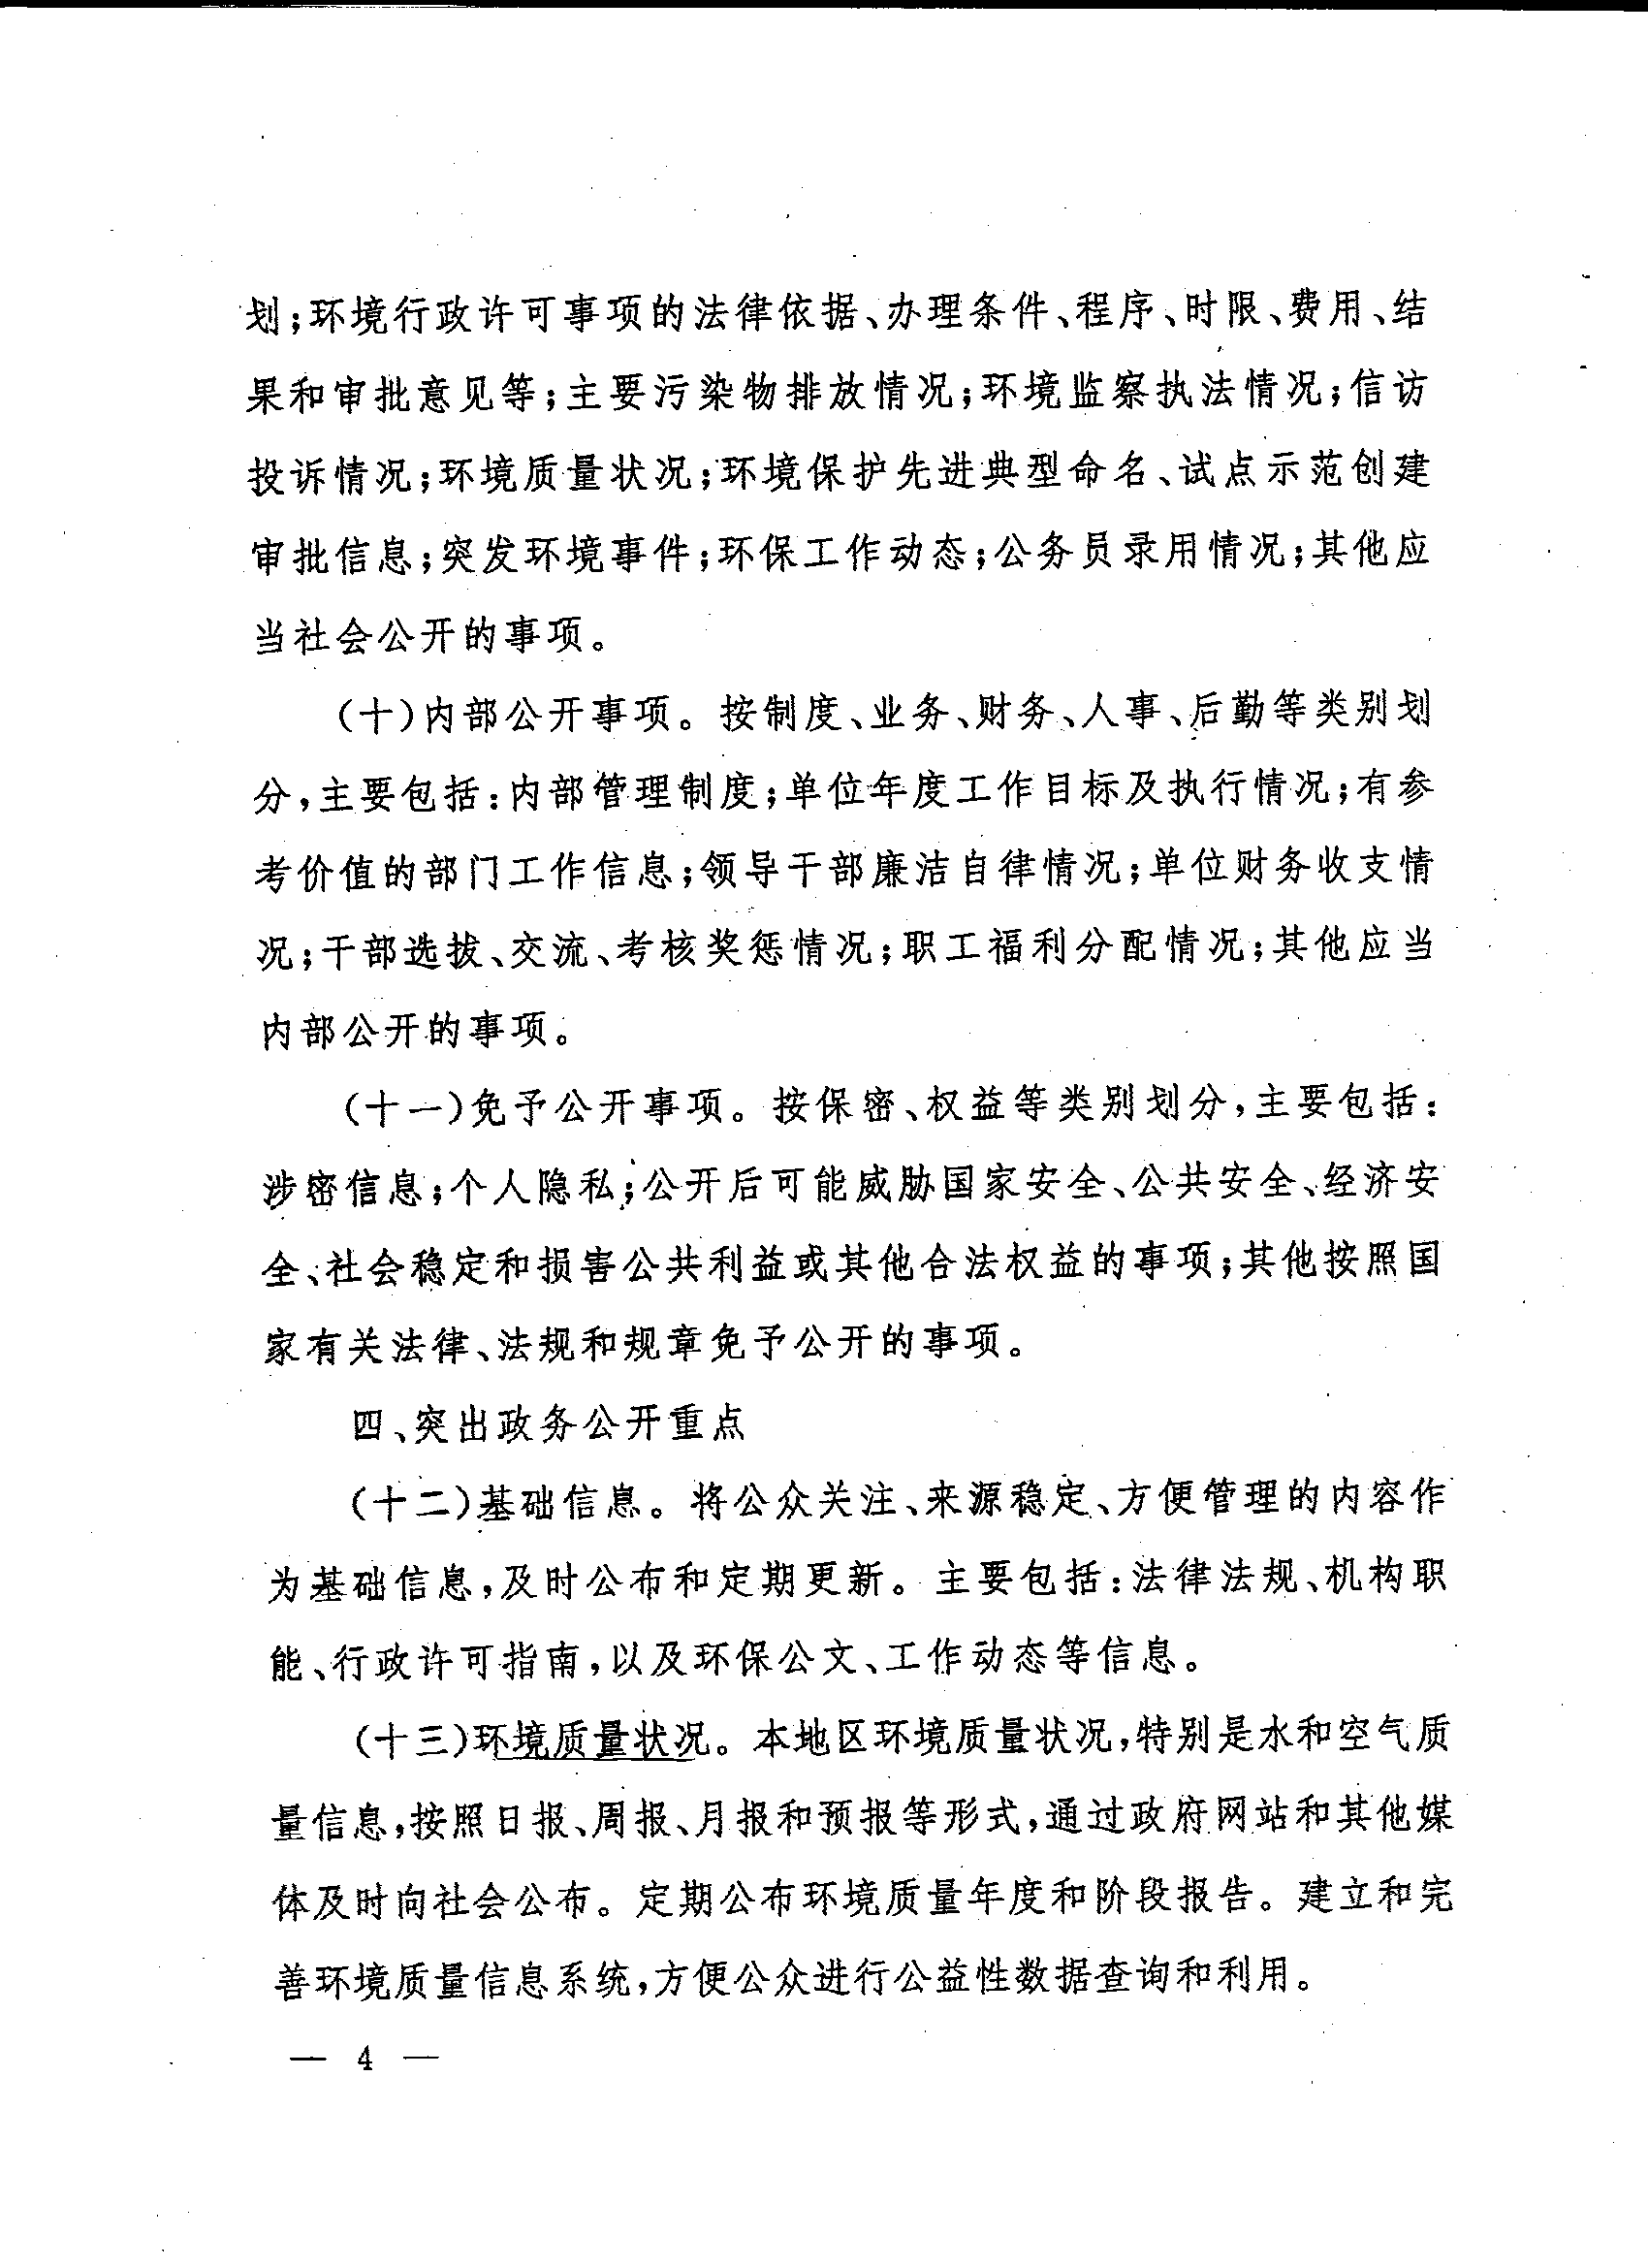 划;环境行政许可事项的法律依据、办理条件、程序、时限、费用、结
果和审批意见等;主要污染物排放情况;环境监察执法情况;信访
投诉情况;环境质量状况;环境保护先进典型命名、试点示范创建
审批信息;突发环境事件;环保工作动态;公务员录用情况;其他应
当社会公开的事项。
(十)内部公开事项。按制度、业务、财务、人事、后勤等类别划
分,主要包括:内部管理制度;单位年度工作目标及执行情况;有参
考价值的部门工作信息;领导干部廉洁自律情况;单位财务收支情
况;干部选拔、交流、考核奖惩情况;职工福利分配情况;其他应当
内部公开的事项。
(十一)免予公开事项。按保密、权益等类别划分,主要包括:
涉密信息;个人隐私;公开后可能威胁国家安全、公共安全、经济安
全、社会稳定和损害公共利益或其他合法权益的事项;其他按照国
家有关法律、法规和规章免予公开的事项。
四、突出政务公开重点
(十二)基础信息。将公众关注、来源稳定、方便管理的内容作
为基础信息,及时公布和定期更新。主要包括:法律法规、机构职
能、行政许可指南,以及环保公文、工作动态等信息。
(十三)环境质量状况。本地区环境质量状况,特别是水和空气质
量信息,按照日报、周报、月报和预报等形式,通过政府网站和其他媒
体及时向社会公布。定期公布环境质量年度和阶段报告。建立和完
善环境质量信息系统,方便公众进行公益性数据查询和利用。
— 4 —